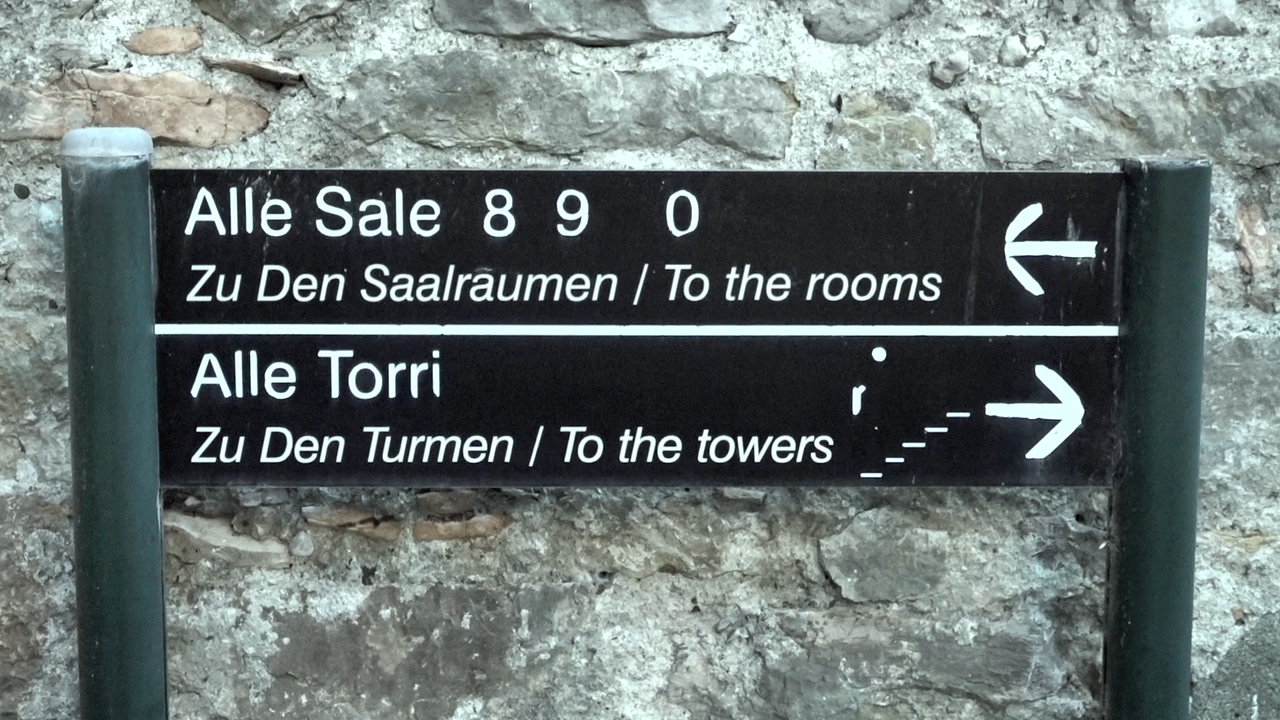 Alle Sale 8 9 0
Zu Den Saalraumen / To the rooms
Alle Torri
Zu Den Turmen / To the towers